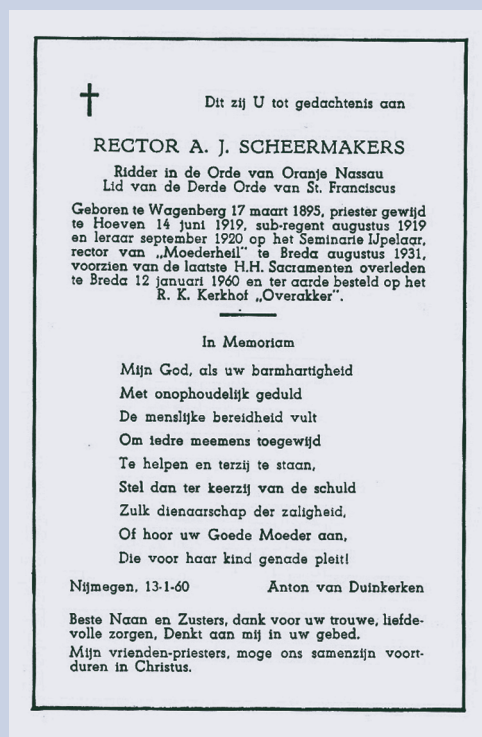 Dit zij U tot gedachtenis aan
RECTOR A. J. SCHEERMAKERS
Ridder in de Orde van Oranje Nassau
Lid van de Derde Orde van St. Franciscus
Geboren te Wagenberg 17 maart 1895, priester gewijd
te Hoeven 14 juni 1919, sub-regent augustus 1919
en leraar september 1920 op het Seminarie IJpelaar,
rector van „Moederheil" te Breda augustus 1931,
voorzien van de laatste H.H. Sacramenten overleden
te Breda 12 januari 1960 en ter aarde besteld op het
R. K. Kerkhof „Overakker".
In Memoriam
Mijn God, als uw barmhartigheid
Met onophoudelijk geduld
De menslijke bereidheid vult
Om iedre meemens toegewijd
Te helpen en terzij te staan,
Stel dan ter keerzij van de schuld
Zulk dienaarschap der zaligheid,
Of hoor uw Goede Moeder aan,
Die voor haar kind genade pleit!
Nijmegen, 13-1-60 Anton van Duinkerken
Beste Naan en Zusters, dank voor uw trouwe, liefde-
volle zorgen, Denkt aan mij in uw gebed.
Mijn vrienden-priesters, moge ons samenzijn voort-
duren in Christus.